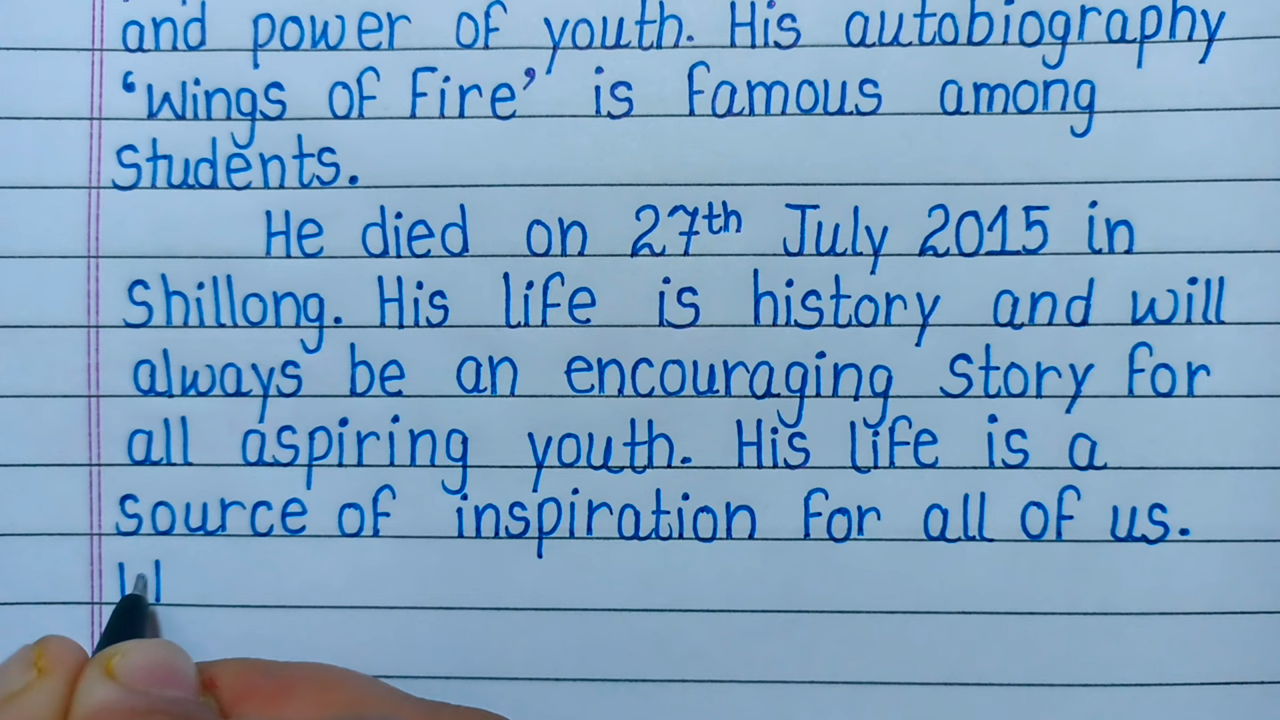 and power of youth. His autobiography
‘Wings of Fire’ is famous among
students.
He died on 27th July 2015 in
Shillong. His life is history and will
always be an encouraging story for
all aspiring youth. His life is a
source of inspiration for all of us.